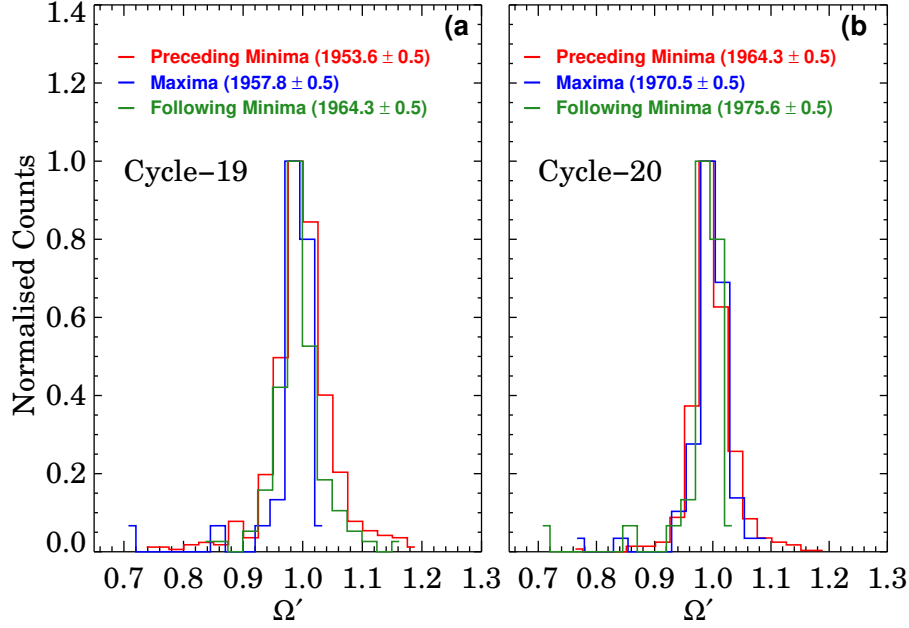 (a
Preceding Minima (1953.6 ± 0.5)
Maxima (1957.8 ± 0.5)
Following Minima (1964.3 ± 0.5)
Cycle−19
(b
Preceding Minima (1964.3 ± 0.5)
Maxima (1970.5 ± 0.5)
Following Minima (1975.6 ± 0.5)
Cycle−20
Normalised Counts
1.4
1.2
1.0
0.8
0.6
0.4
0.2
0.0
0.7 0.8 0.9 1.0 1.1 1.2 1.3
Ω′
0.7 0.8 0.9 1.0 1.1 1.2 1.3
Ω′